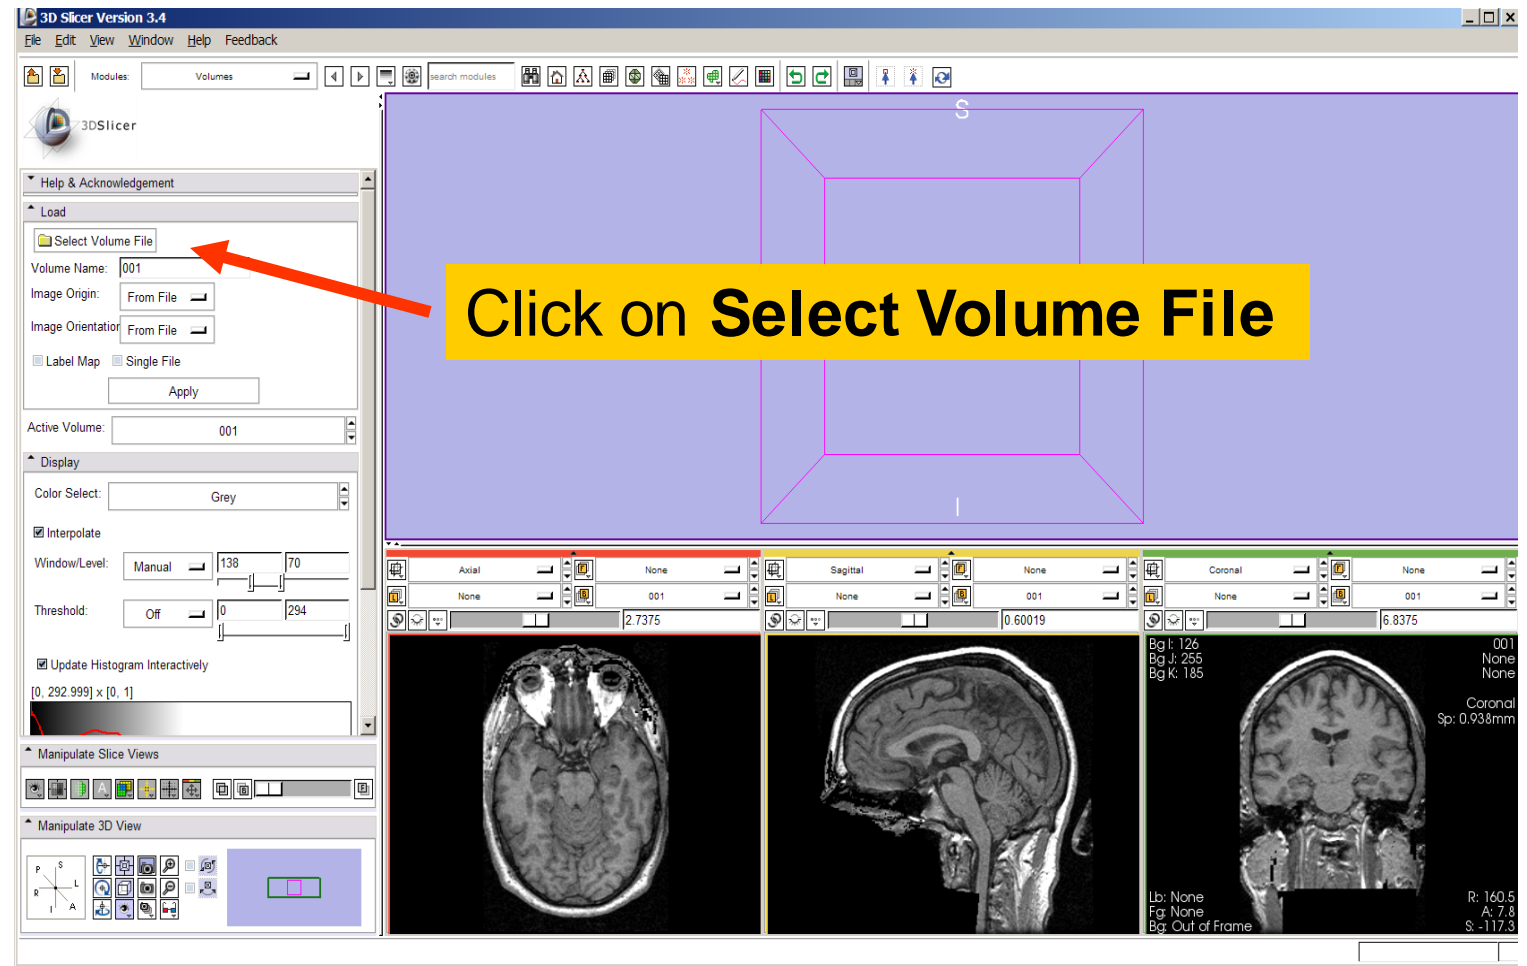 3D Slicer Version 3.4
File Edit View Window Help Feedback
Modules: Volumes search modules
3DSlicer
Help & Acknowledgement
Load
Select Volume File
Volume Name: 001
Image Origin: From File
Image Orientation From File
Label Map Single File
Apply
Active Volume: 001
Display
Color Select: Grey
Interpolate
Window/Level: Manual 138 70
Threshold: Off 0 294
Update Histogram Interactively
[0, 292.999] x [0, 1]
Manipulate Slice Views
Manipulate 3D View
P S
R L
I A
S
Click on Select Volume File
I
Axial None
None 001
2.7375
Sagittal None
None 001
0.60019
Coronal None
None 001
6.8375
Bg I: 126 001
Bg J: 255 None
Bg K: 185 None
Coronal
Sp: 0.938mm
Lb: None R: 160.5
Fg: None A: 7.8
Bg: Out of Frame S: -117.3